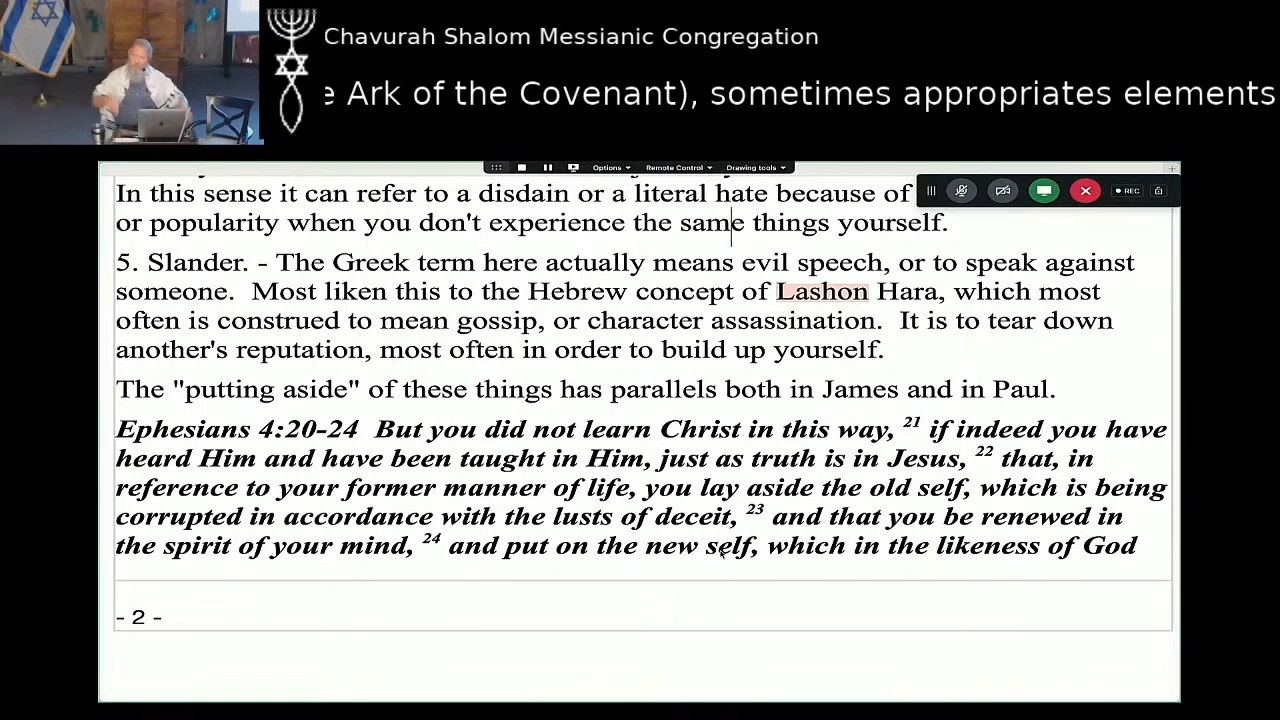 Chavurah Shalom Messianic Congregation
e Ark of the Covenant), sometimes appropriates elements
Options Remote Control Drawing tools
In this sense it can refer to a disdain or a literal hate because of
REC
or popularity when you don't experience the same things yourself.
5. Slander. - The Greek term here actually means evil speech, or to speak against
someone. Most liken this to the Hebrew concept of Lashon Hara, which most
often is construed to mean gossip, or character assassination. It is to tear down
another's reputation, most often in order to build up yourself.
The "putting aside" of these things has parallels both in James and in Paul.
Ephesians 4:20-24 But you did not learn Christ in this way, 21 if indeed you have
heard Him and have been taught in Him, just as truth is in Jesus, 22 that, in
reference to your former manner of life, you lay aside the old self, which is being
corrupted in accordance with the lusts of deceit, 23 and that you be renewed in
the spirit of your mind, 24 and put on the new self, which in the likeness of God
- 2 -